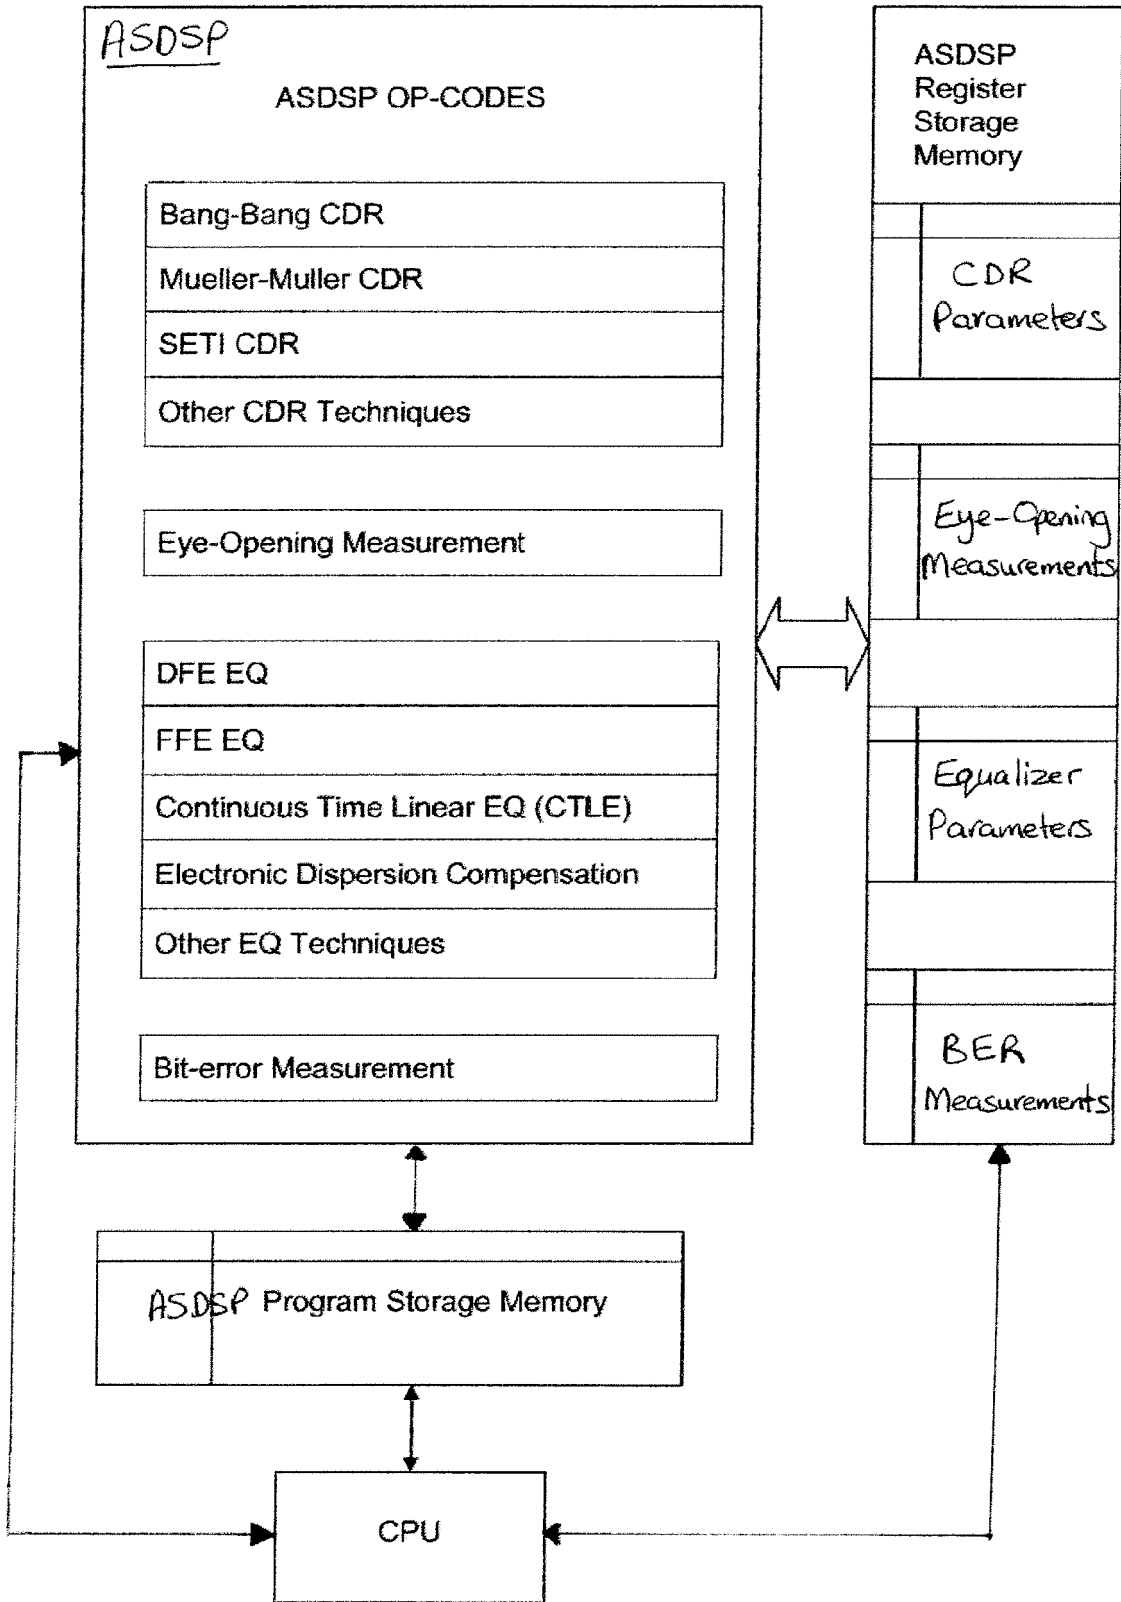 ASDSP
ASDSP OP-CODES
Bang-Bang CDR
Mueller-Muller CDR
SETI CDR
Other CDR Techniques
Eye-Opening Measurement
DFE EQ
FFE EQ
Continuous Time Linear EQ (CTLE)
Electronic Dispersion Compensation
Other EQ Techniques
Bit-error Measurement
ASDSP
Register
Storage
Memory
CDR
Parameters
Eye-Opening
Measurements
Equalizer
Parameters
BER
Measurements
ASDSP Program Storage Memory
CPU